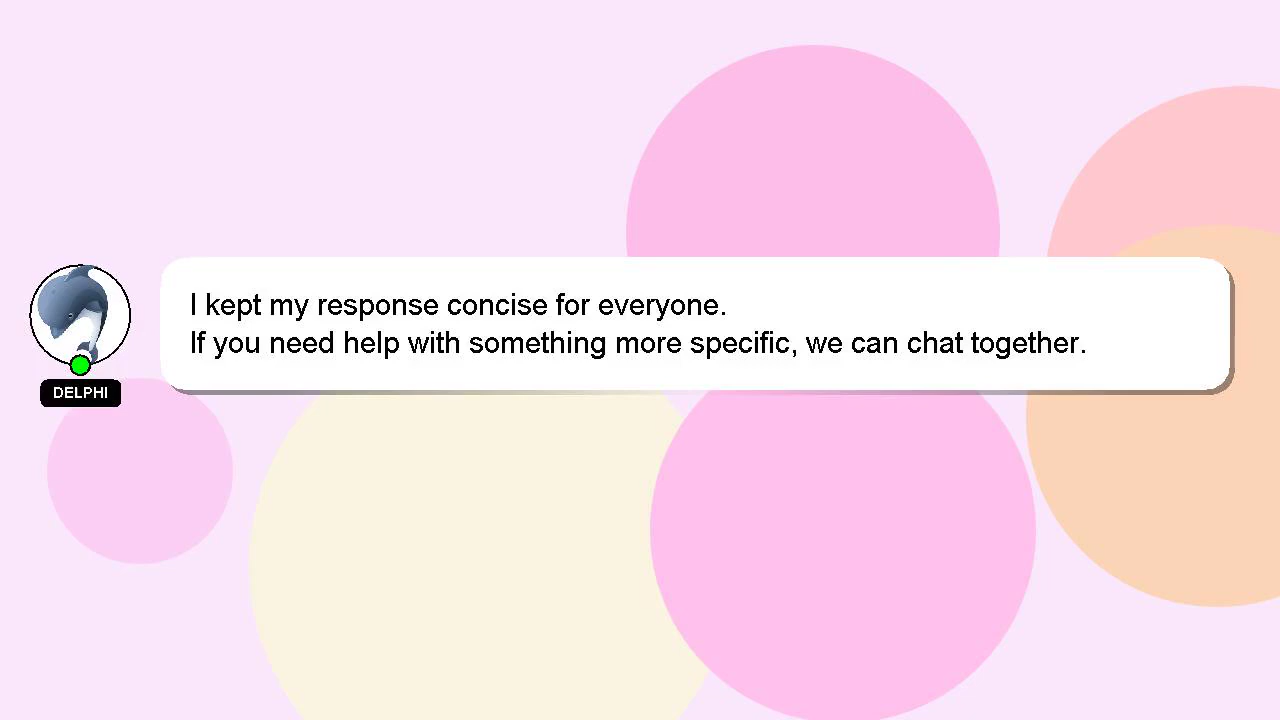 I kept my response concise for everyone.
If you need help with something more specific, we can chat together.
DELPHI